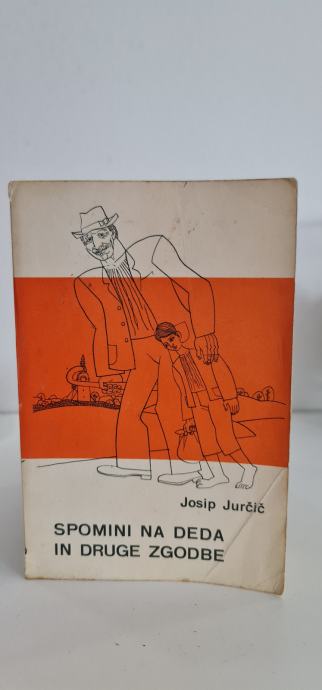 Josip Jurčič
SPOMINI NA DEDA
IN DRUGE ZGODBE